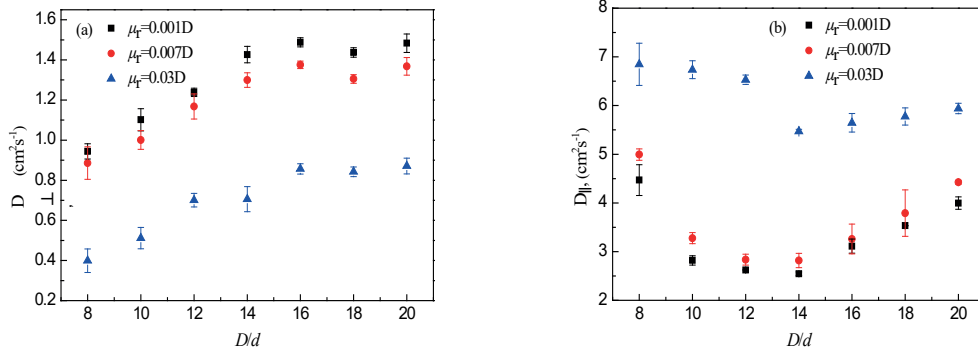 (a)
μr=0.001D
μr=0.007D
μr=0.03D
1.6
1.4
1.2
1.0
0.8
0.6
0.4
0.2
D⊥, (cm²s⁻¹)
8 10 12 14 16 18 20
D/d
(b)
μr=0.001D
μr=0.007D
μr=0.03D
8
7
6
5
4
3
2
D||, (cm²s⁻¹)
8 10 12 14 16 18 20
D/d